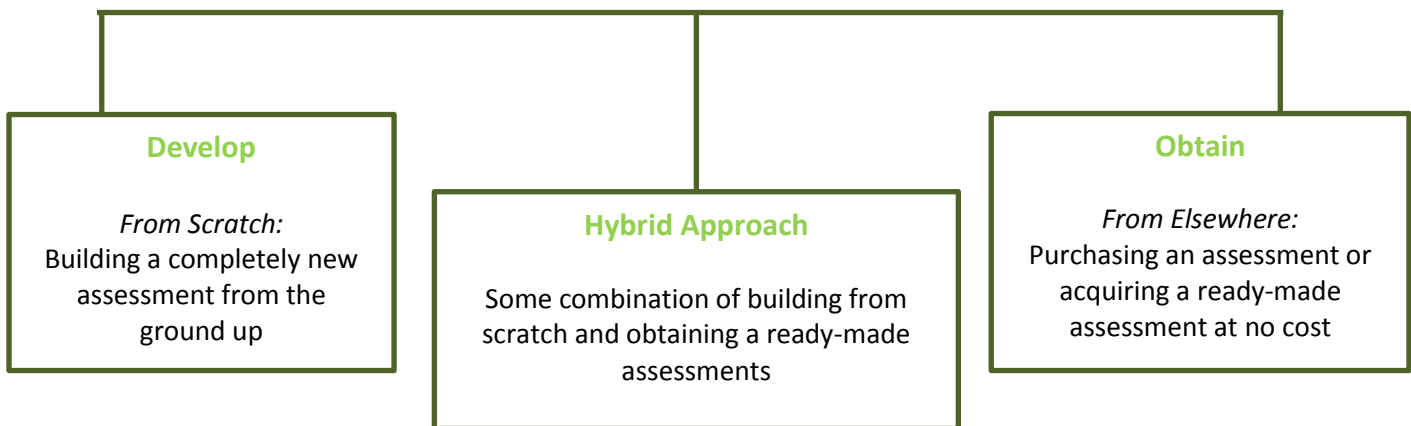 Develop
From Scratch:
Building a completely new
assessment from the
ground up
Hybrid Approach
Some combination of building from
scratch and obtaining a ready-made
assessments
Obtain
From Elsewhere:
Purchasing an assessment or
acquiring a ready-made
assessment at no cost